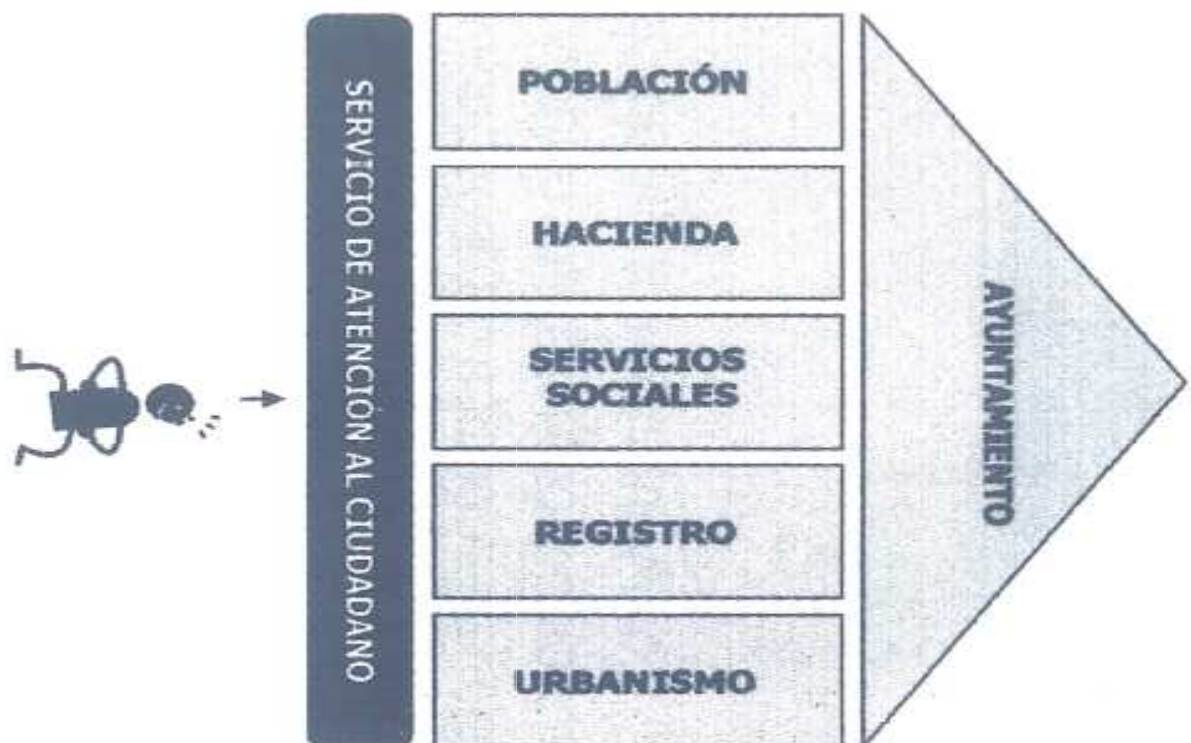 SERVICIO DE ATENCIÓN AL CIUDADANO
POBLACIÓN
HACIENDA
SERVICIOS
SOCIALES
REGISTRO
URBANISMO
AYUNTAMIENTO